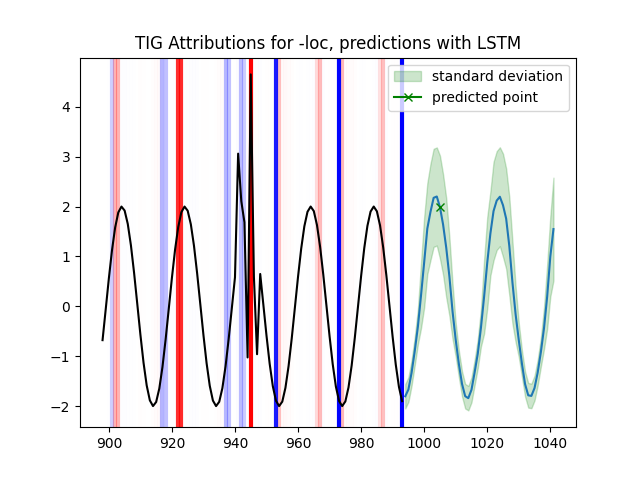 TIG Attributions for -loc, predictions with LSTM
standard deviation
predicted point
4
3
2
1
0
−1
−2
900 920 940 960 980 1000 1020 1040